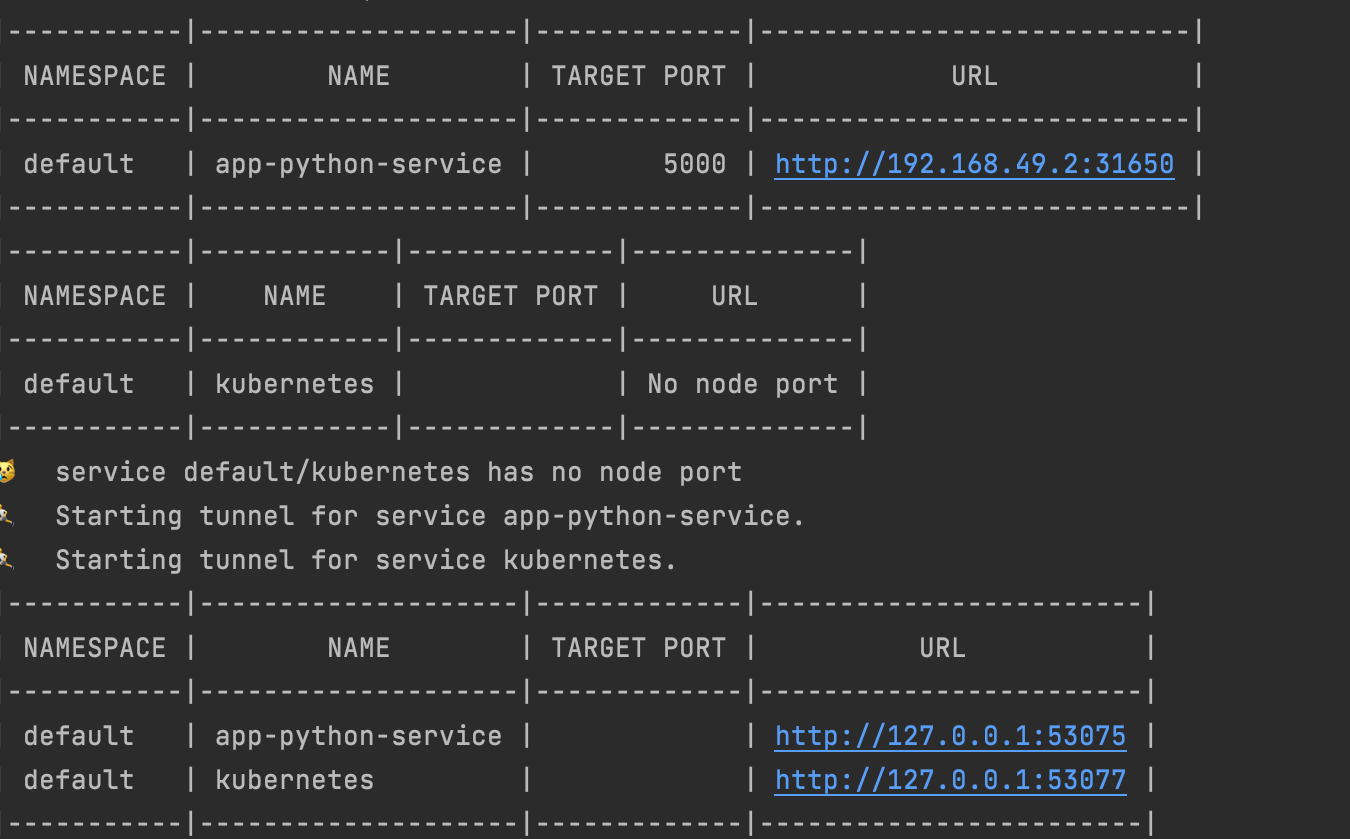 |-----------|--------------------|-------------|---------------------------|
| NAMESPACE | NAME | TARGET PORT | URL |
|-----------|--------------------|-------------|---------------------------|
| default | app-python-service | 5000 | http://192.168.49.2:31650 |
|-----------|--------------------|-------------|---------------------------|
|-----------|------------|-------------|--------------|
| NAMESPACE | NAME | TARGET PORT | URL |
|-----------|------------|-------------|--------------|
| default | kubernetes | | No node port |
|-----------|------------|-------------|--------------|
😿 service default/kubernetes has no node port
🏃 Starting tunnel for service app-python-service.
🏃 Starting tunnel for service kubernetes.
|-----------|--------------------|-------------|------------------------|
| NAMESPACE | NAME | TARGET PORT | URL |
|-----------|--------------------|-------------|------------------------|
| default | app-python-service | | http://127.0.0.1:53075 |
| default | kubernetes | | http://127.0.0.1:53077 |
|-----------|--------------------|-------------|------------------------|